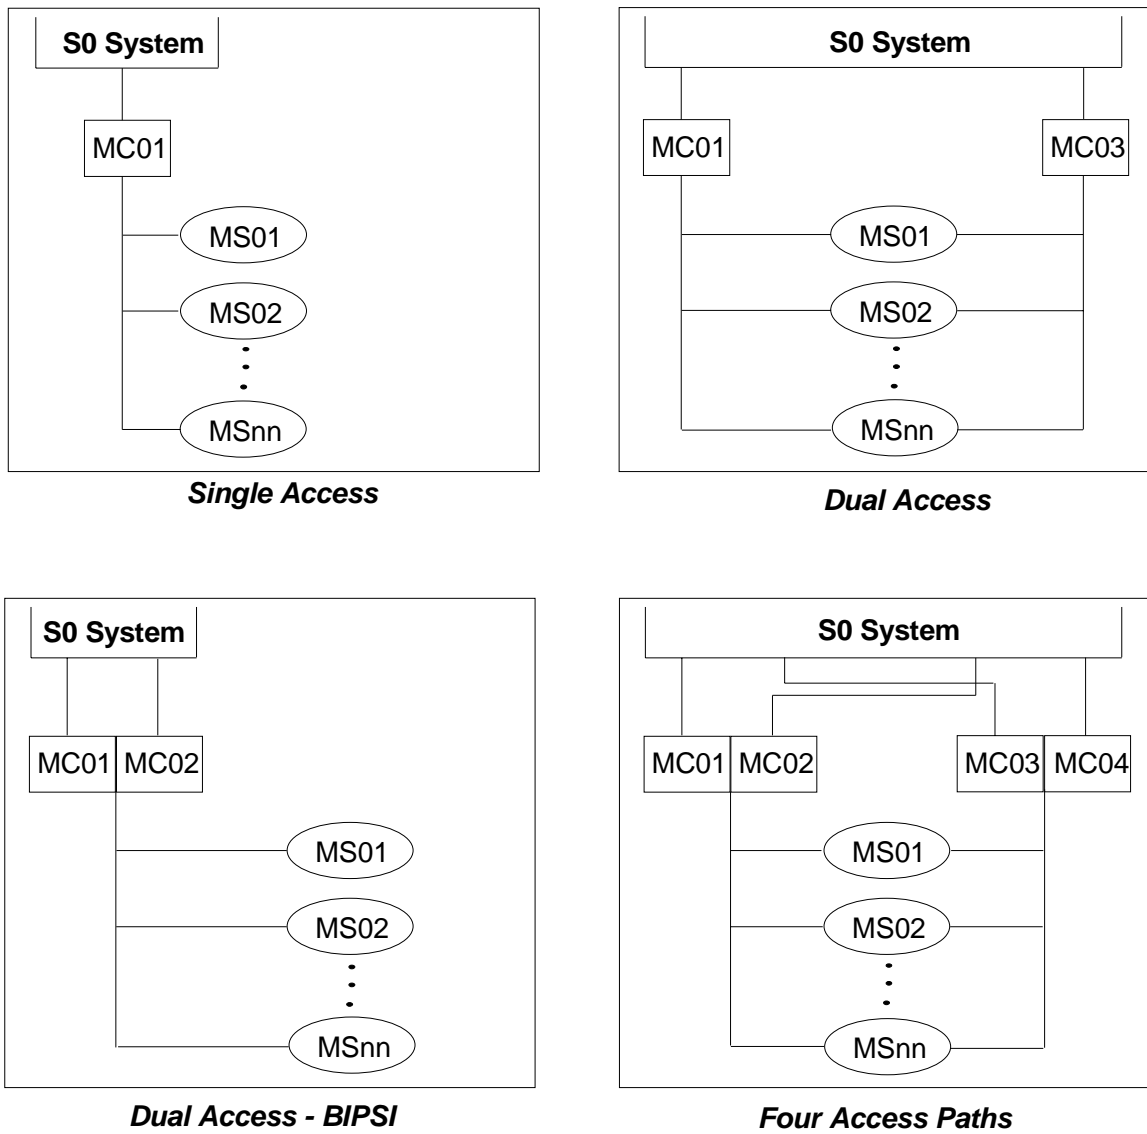 S0 System
MC01
MS01
MS02
MSnn
Single Access
S0 System
MC01 MC03
MS01
MS02
MSnn
Dual Access
S0 System
MC01 MC02
MS01
MS02
MSnn
Dual Access - BIPSI
S0 System
MC01 MC02 MC03 MC04
MS01
MS02
MSnn
Four Access Paths